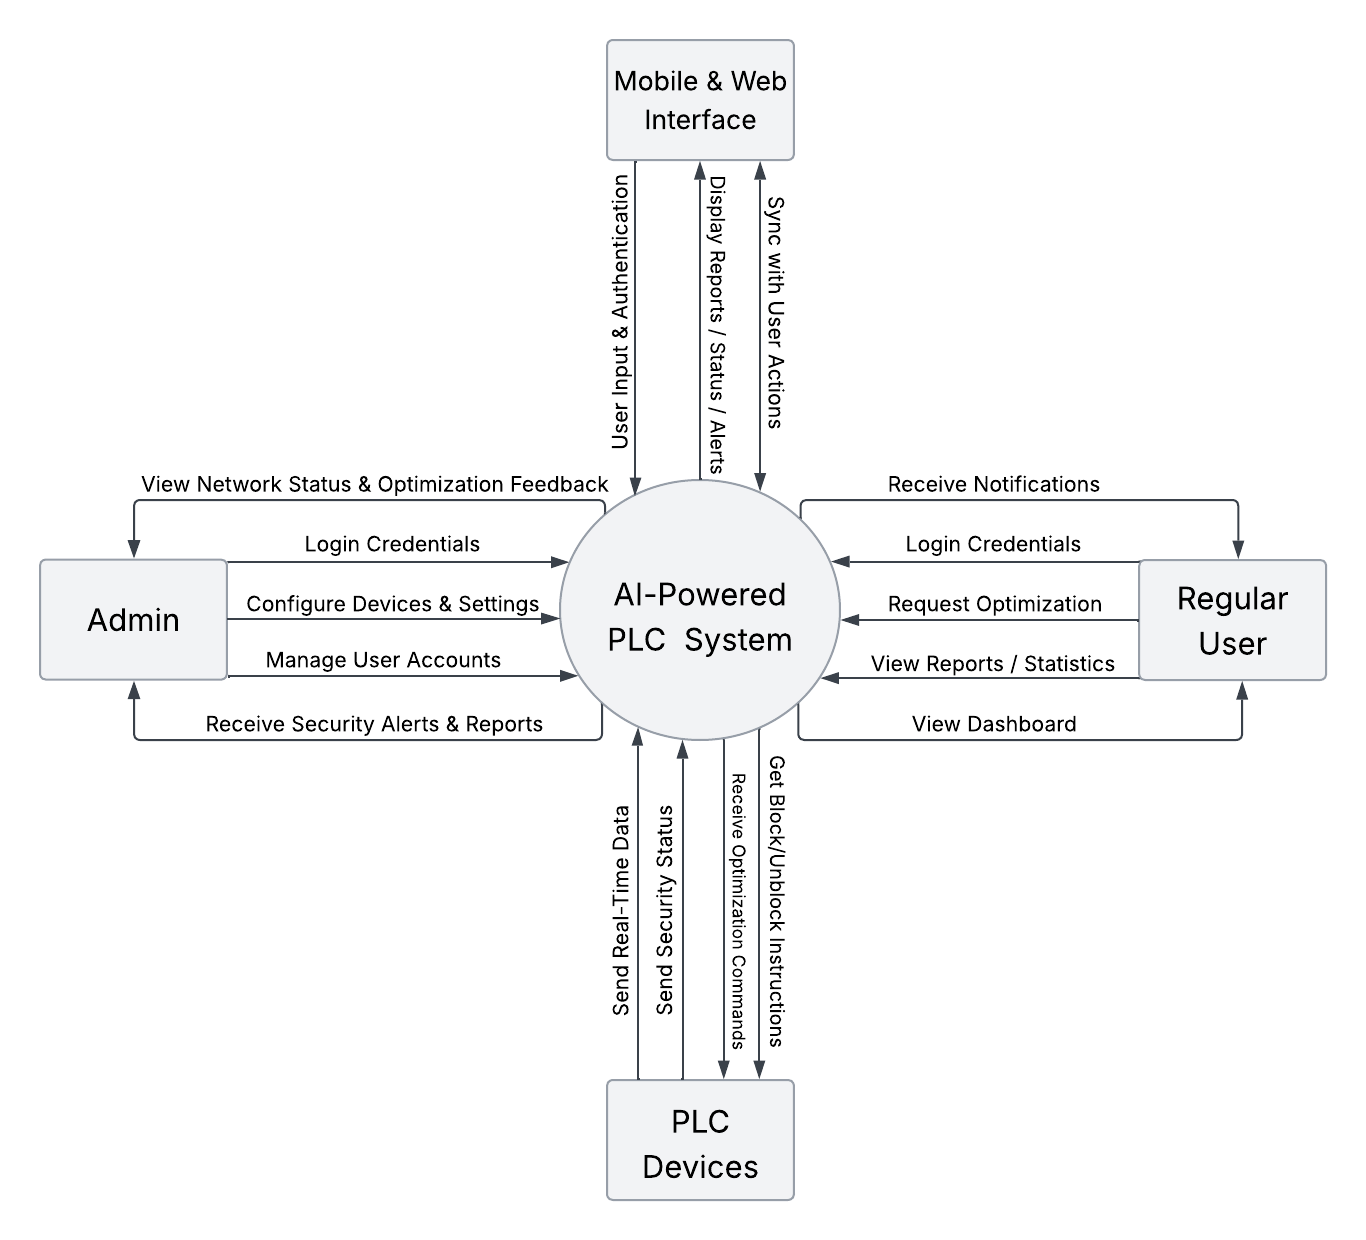 Mobile & Web
Interface
User Input & Authentication
Display Reports / Status / Alerts
Sync with User Actions
View Network Status & Optimization Feedback
Login Credentials
Configure Devices & Settings
Manage User Accounts
Receive Security Alerts & Reports
Admin
AI-Powered
PLC System
Receive Notifications
Login Credentials
Request Optimization
View Reports / Statistics
View Dashboard
Regular
User
Send Real-Time Data
Send Security Status
Receive Optimization Commands
Get Block/Unblock Instructions
PLC
Devices